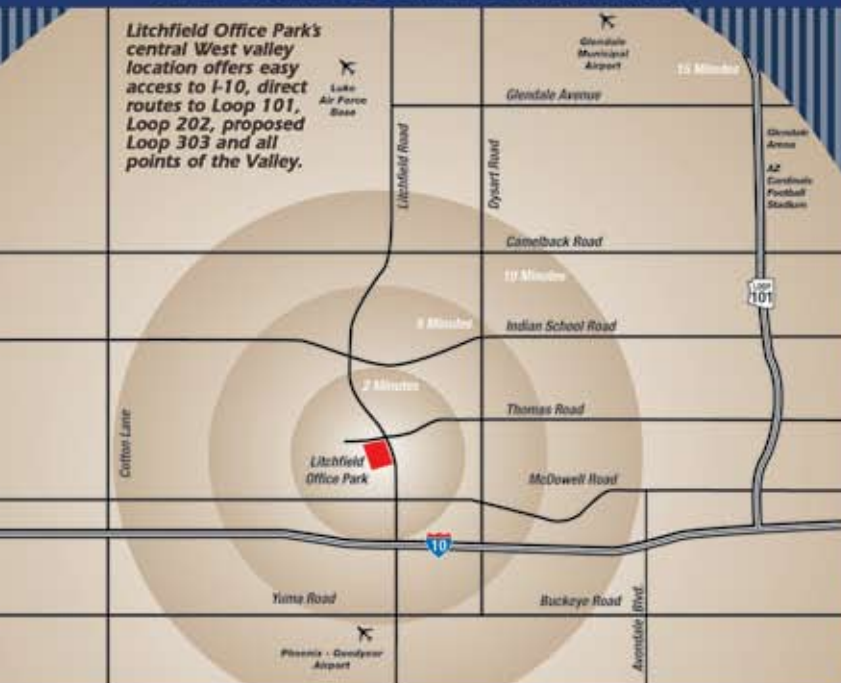 Litchfield Office Park's
central West valley
location offers easy
access to I-10, direct
routes to Loop 101,
Loop 202, proposed
Loop 303 and all
points of the Valley.
Luke
Air Force
Base
Glendale
Municipal
Airport
15 Minutes
Glendale Avenue
Glendale
Arena
AZ
Cardinals
Football
Stadium
Litchfield Road
Dysart Road
Camelback Road
10 Minutes
LOOP
101
5 Minutes
Indian School Road
2 Minutes
Thomas Road
Cotton Lane
Litchfield
Office Park
McDowell Road
10
Yuma Road
Buckeye Road
Avondale Blvd.
Phoenix - Goodyear
Airport